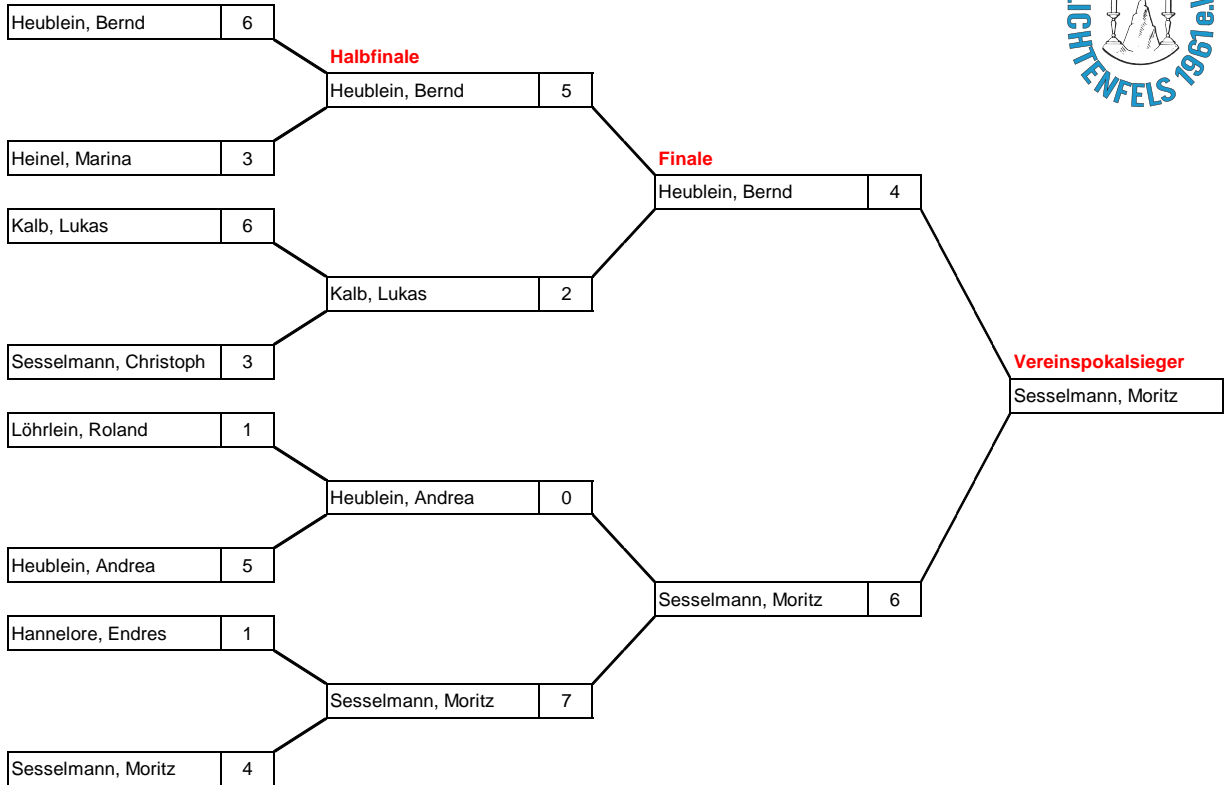 Heublein, Bernd 6
Heinel, Marina 3
Kalb, Lukas 6
Sesselmann, Christoph 3
Löhrlein, Roland 1
Heublein, Andrea 5
Hannelore, Endres 1
Sesselmann, Moritz 4
Halbfinale
Heublein, Bernd 5
Kalb, Lukas 2
Heublein, Andrea 0
Sesselmann, Moritz 7
Finale
Heublein, Bernd 4
Sesselmann, Moritz 6
Vereinspokalsieger
Sesselmann, Moritz
LICHTENFELS 1961 e.V